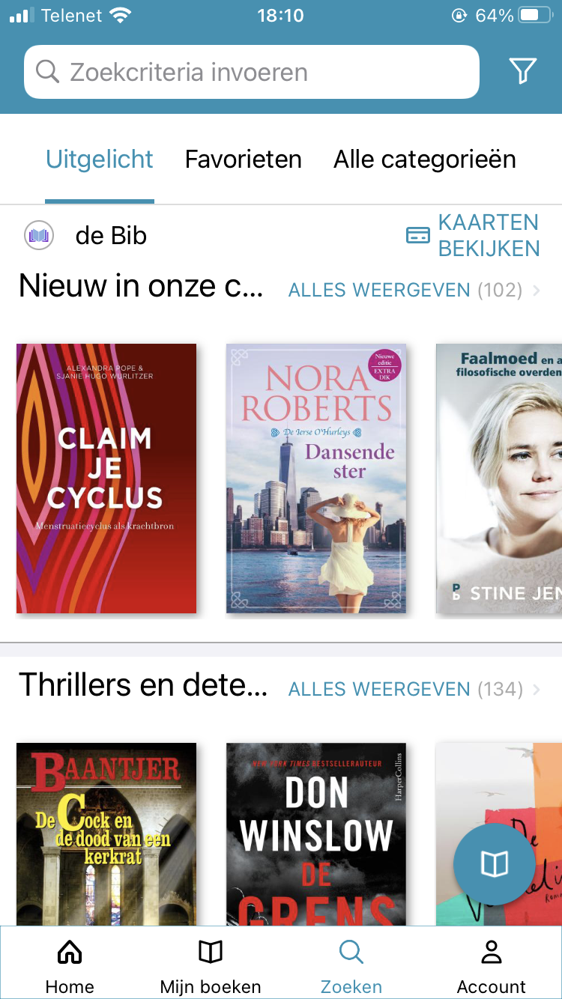 Telenet 18:10 64%
Zoekcriteria invoeren
Uitgelicht Favorieten Alle categorieën
de Bib
KAARTEN
BEKIJKEN
Nieuw in onze c... ALLES WEERGEVEN (102)
ALEXANDRA POPE &
SJANIE HUGO WURLITZER
CLAIM
JE
CYCLUS
Menstruatiecyclus als krachtbron
Nieuwe
editie
EXTRA
DIK
NORA
ROBERTS
De Ierse O'Hurleys
Dansende
ster
Faalmoed en a
filosofische overden
STINE JEN
Thrillers en dete... ALLES WEERGEVEN (134)
BAANTJER
De Cock en
de dood van een
kerkrat
NEW YORK TIMES BESTSELLERAUTEUR
HarperCollins
DON
WINSLOW
DE
GRENS
De
Home Mijn boeken Zoeken Account